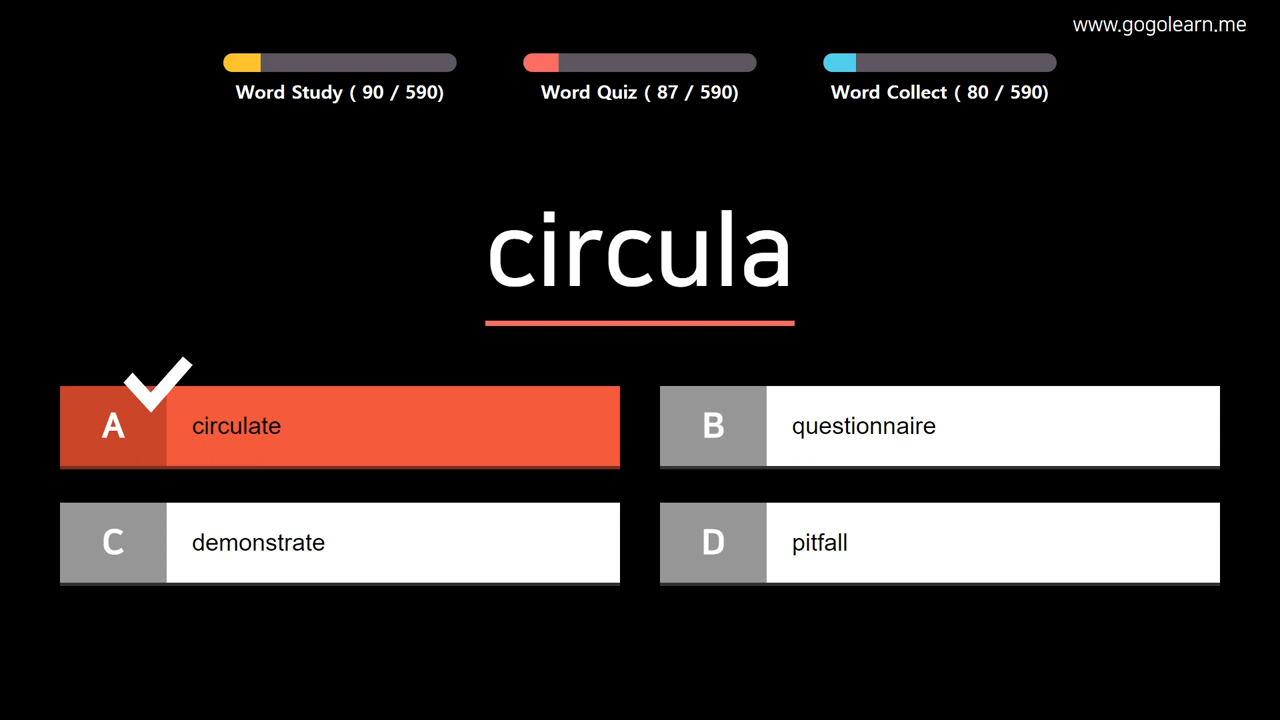 www.gogolearn.me
Word Study ( 90 / 590)
Word Quiz ( 87 / 590)
Word Collect ( 80 / 590)
circula
A circulate
B questionnaire
C demonstrate
D pitfall